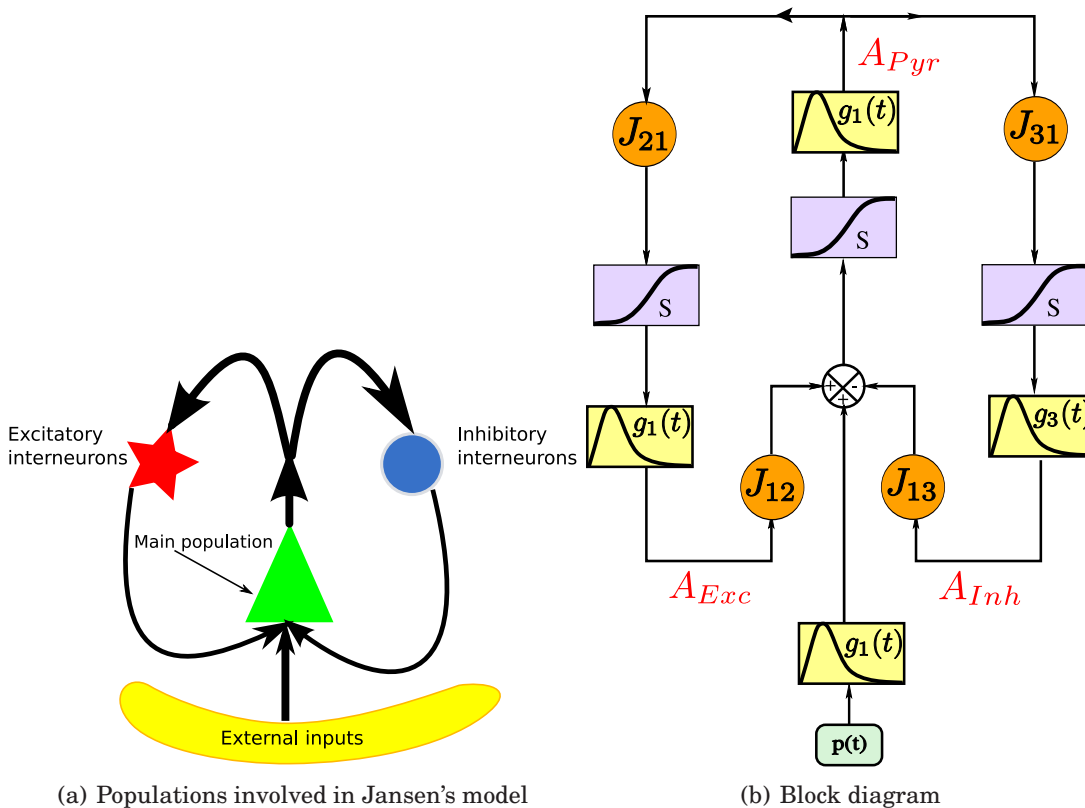 Excitatory
interneurons
Inhibitory
interneurons
Main population
External inputs
(a) Populations involved in Jansen's model
A_{Pyr}
g_1(t)
J_{21}
J_{31}
S
S
S
+ -
+
g_1(t)
g_3(t)
J_{12}
J_{13}
A_{Exc}
A_{Inh}
g_1(t)
p(t)
(b) Block diagram